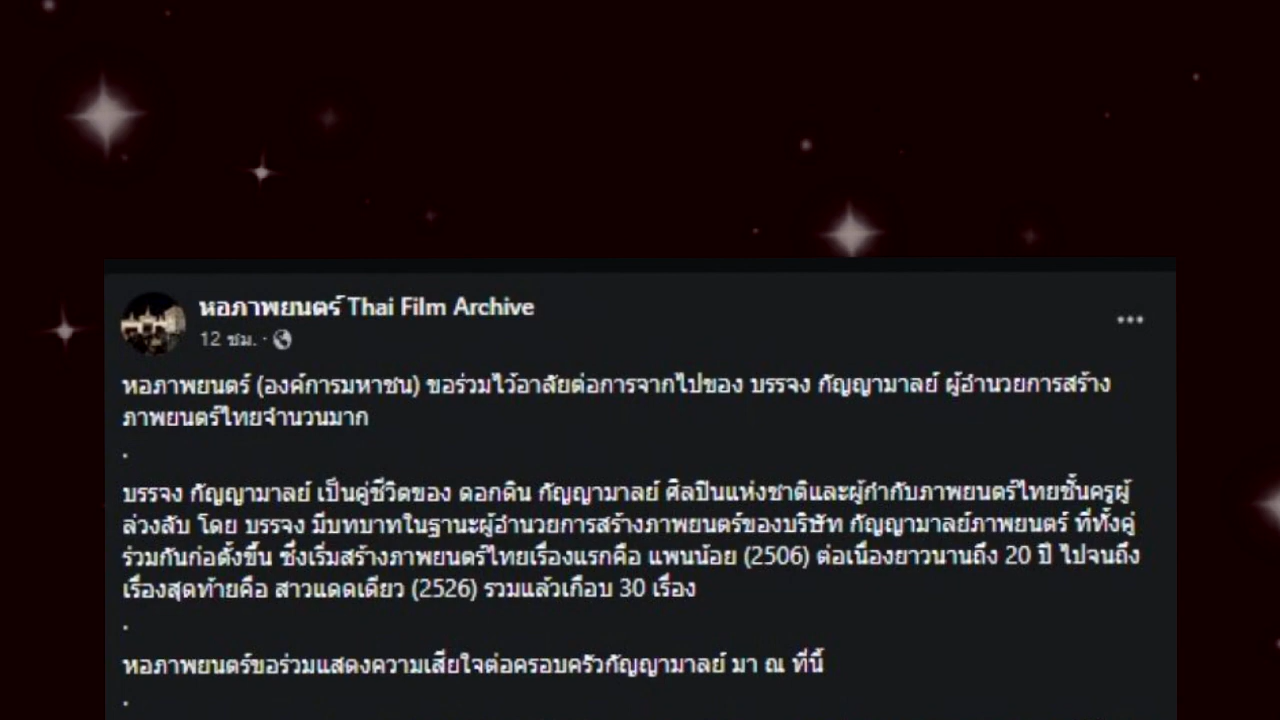 หอภาพยนตร์ Thai Film Archive
12 ชม. ·
หอภาพยนตร์ (องค์การมหาชน) ขอร่วมไว้อาลัยต่อการจากไปของ บรรจง กัญญามาลย์ ผู้อำนวยการสร้าง
ภาพยนตร์ไทยจำนวนมาก
.
บรรจง กัญญามาลย์ เป็นคู่ชีวิตของ ดอกดิน กัญญามาลย์ ศิลปินแห่งชาติและผู้กำกับภาพยนตร์ไทยชั้นครูผู้
ล่วงลับ โดย บรรจง มีบทบาทในฐานะผู้อำนวยการสร้างภาพยนตร์ของบริษัท กัญญามาลย์ภาพยนตร์ ที่ทั้งคู่
ร่วมกันก่อตั้งขึ้น ซึ่งเริ่มสร้างภาพยนตร์ไทยเรื่องแรกคือ แพนน้อย (2506) ต่อเนื่องยาวนานถึง 20 ปี ไปจนถึง
เรื่องสุดท้ายคือ สาวแดดเดียว (2526) รวมแล้วเกือบ 30 เรื่อง
.
หอภาพยนตร์ขอร่วมแสดงความเสียใจต่อครอบครัวกัญญามาลย์ มา ณ ที่นี้
.